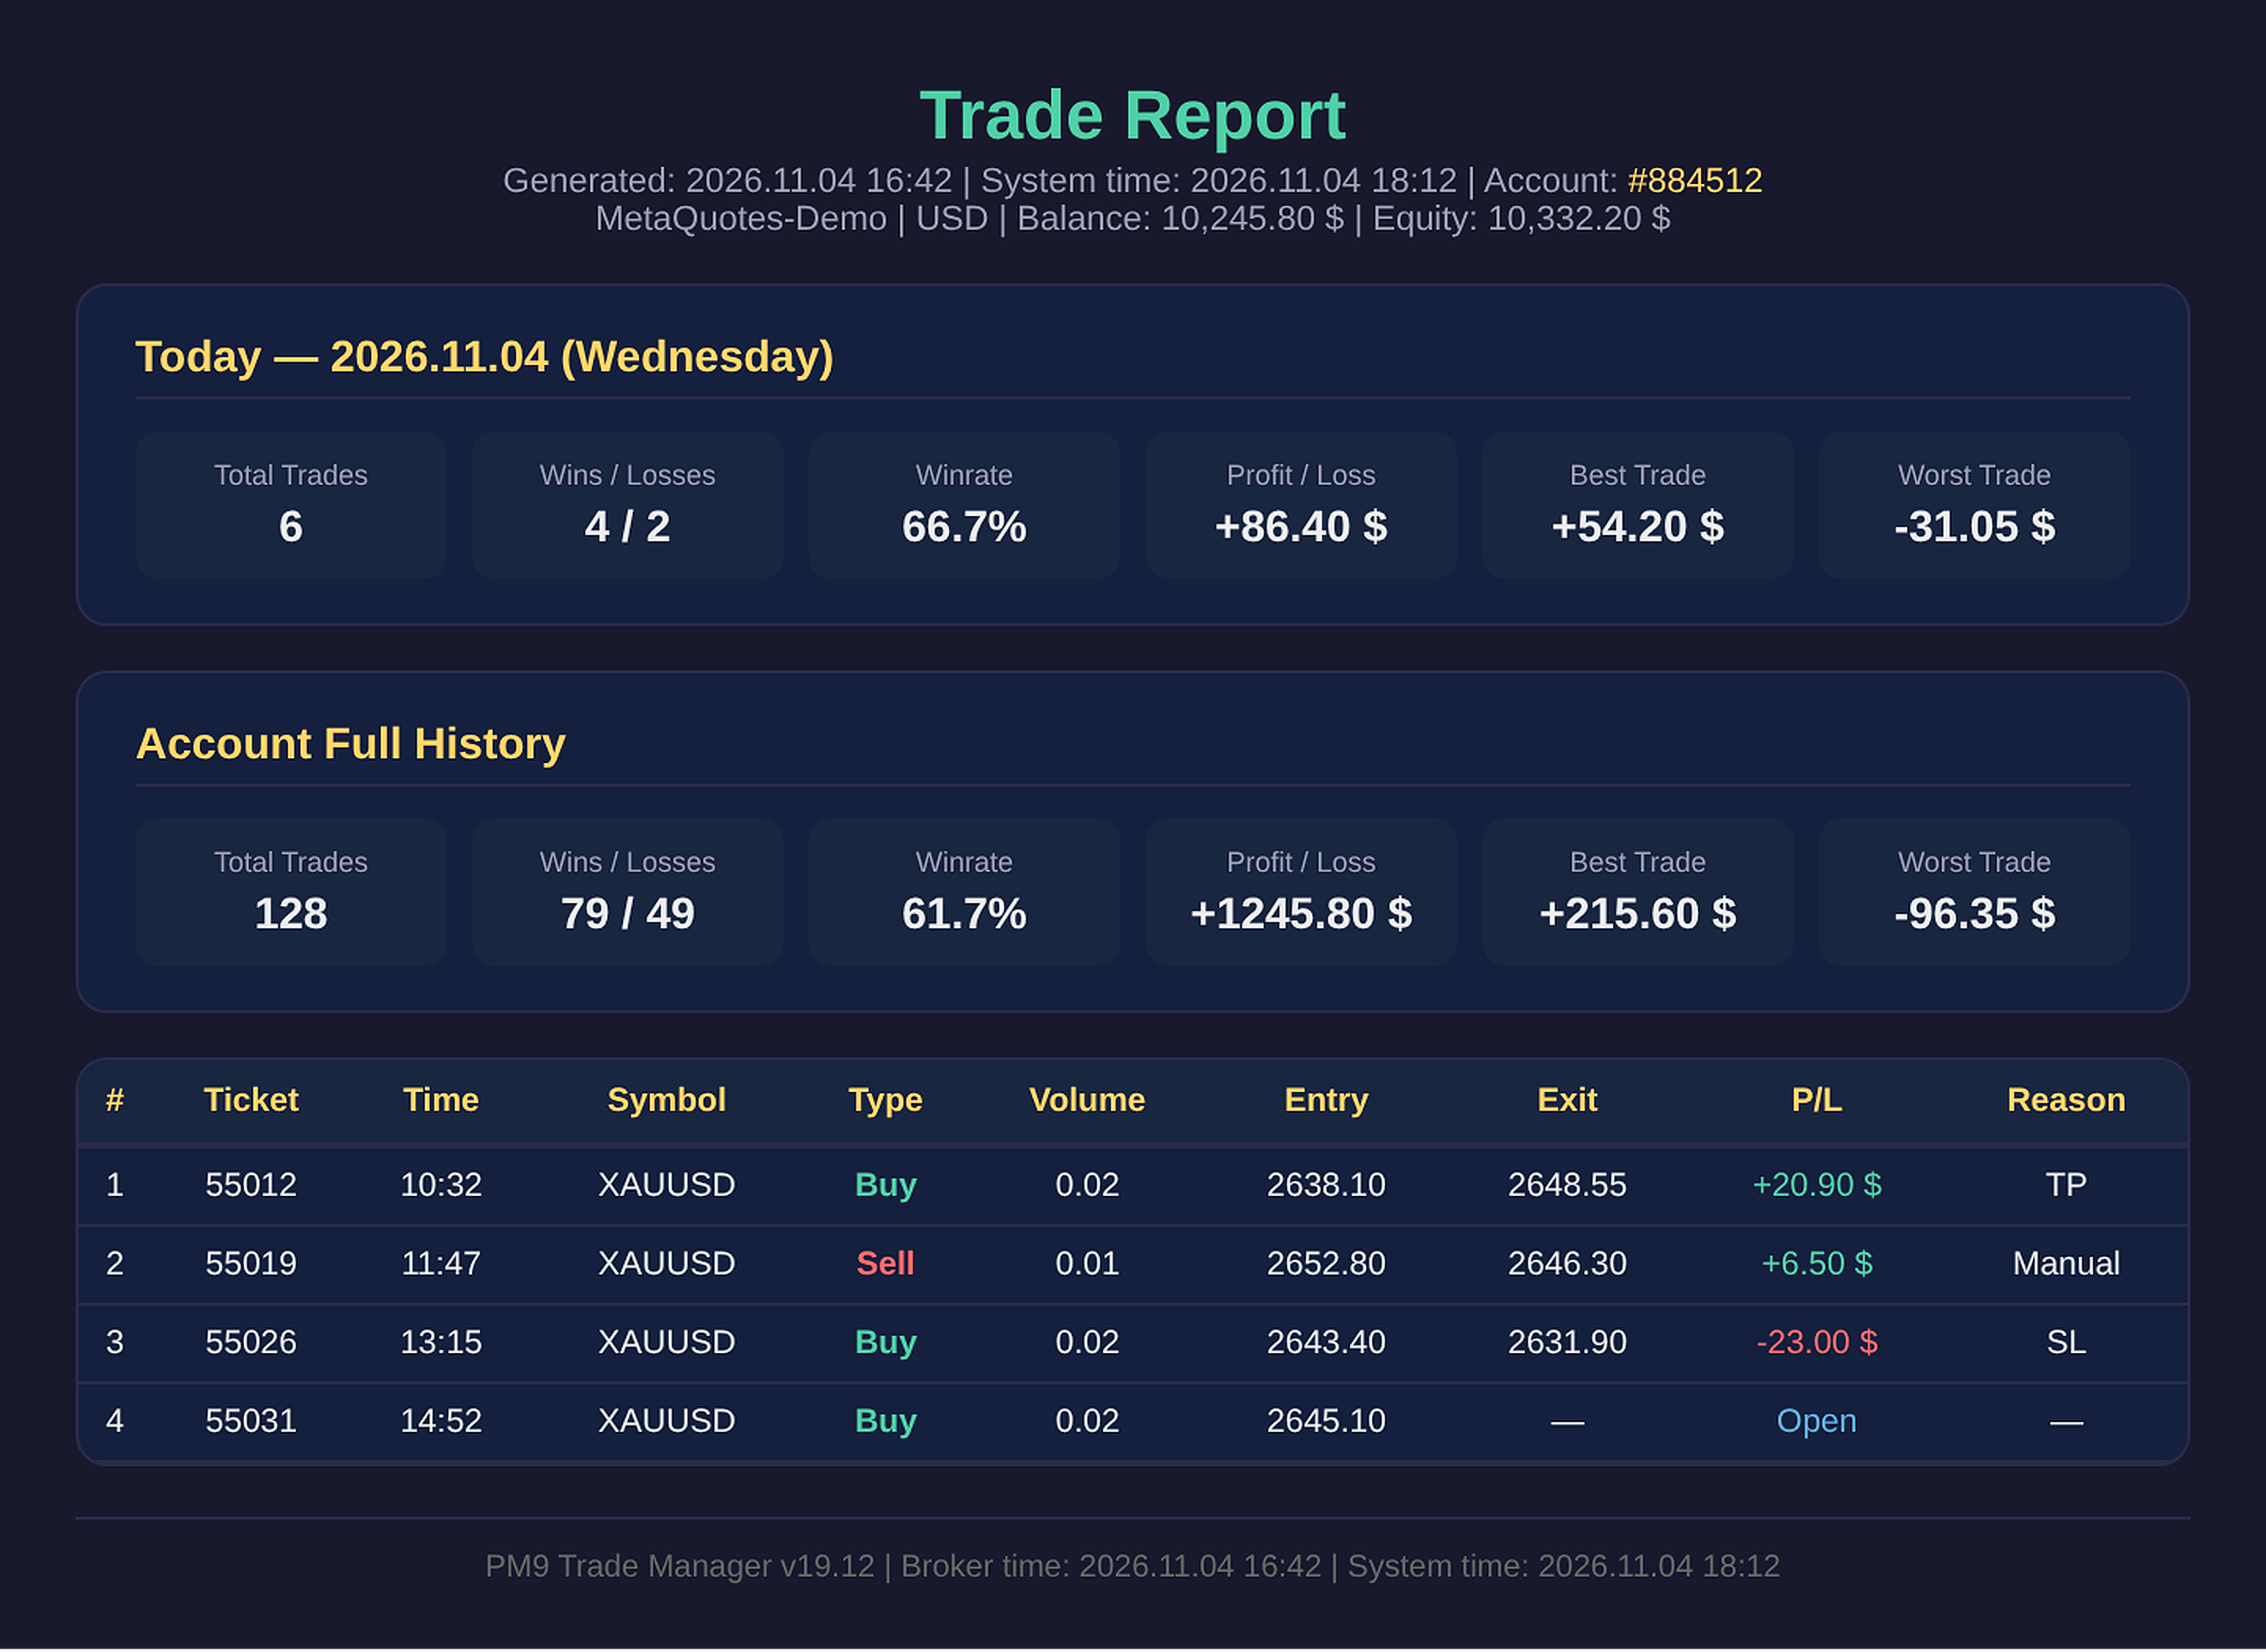 Trade Report
Generated: 2026.11.04 16:42 | System time: 2026.11.04 18:12 | Account: #884512
MetaQuotes-Demo | USD | Balance: 10,245.80 $ | Equity: 10,332.20 $
Today — 2026.11.04 (Wednesday)
Total Trades Wins / Losses Winrate Profit / Loss Best Trade Worst Trade
6 4 / 2 66.7% +86.40 $ +54.20 $ -31.05 $
Account Full History
Total Trades Wins / Losses Winrate Profit / Loss Best Trade Worst Trade
128 79 / 49 61.7% +1245.80 $ +215.60 $ -96.35 $
# Ticket Time Symbol Type Volume Entry Exit P/L Reason
1 55012 10:32 XAUUSD Buy 0.02 2638.10 2648.55 +20.90 $ TP
2 55019 11:47 XAUUSD Sell 0.01 2652.80 2646.30 +6.50 $ Manual
3 55026 13:15 XAUUSD Buy 0.02 2643.40 2631.90 -23.00 $ SL
4 55031 14:52 XAUUSD Buy 0.02 2645.10 — Open —
PM9 Trade Manager v19.12 | Broker time: 2026.11.04 16:42 | System time: 2026.11.04 18:12